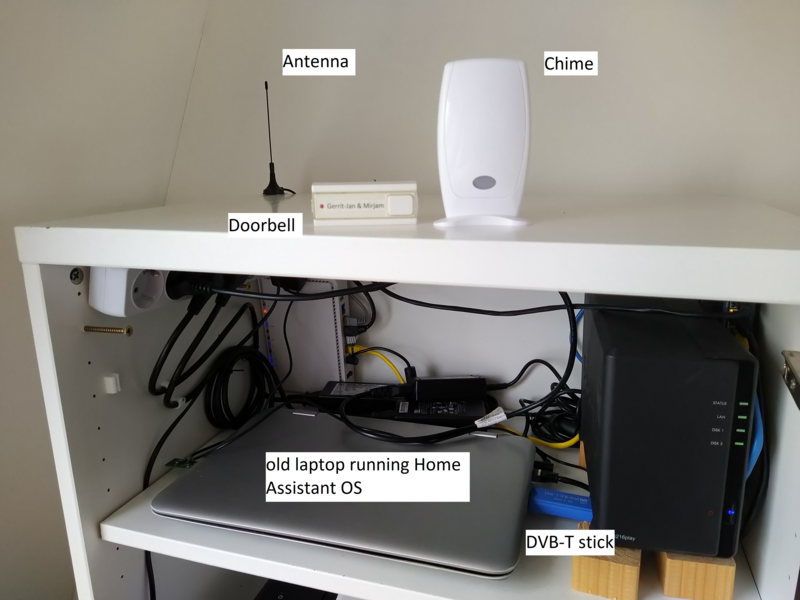 Antenna
Chime
Gerrit-Jan & Mirjam
Doorbell
STATUS
LAN
DISK 1
DISK 2
old laptop running Home
Assistant OS
DVB-T stick
216play